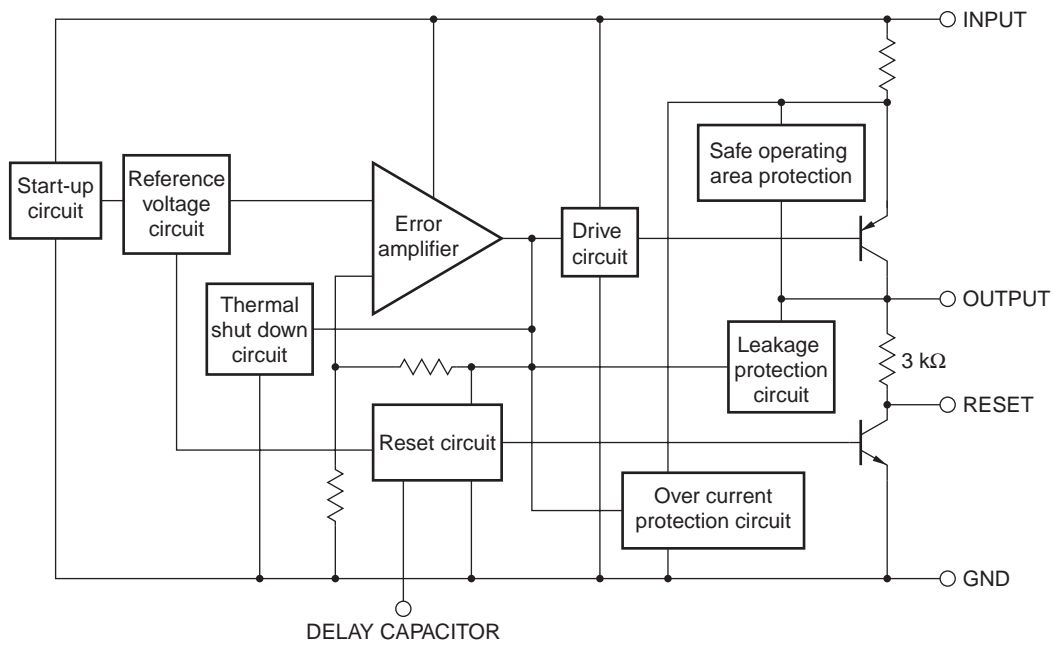 INPUT
Start-up
circuit
Reference
voltage
circuit
Error
amplifier
Drive
circuit
Safe operating
area protection
OUTPUT
Thermal
shut down
circuit
Leakage
protection
circuit
3 kΩ
RESET
Reset circuit
Over current
protection circuit
GND
DELAY CAPACITOR